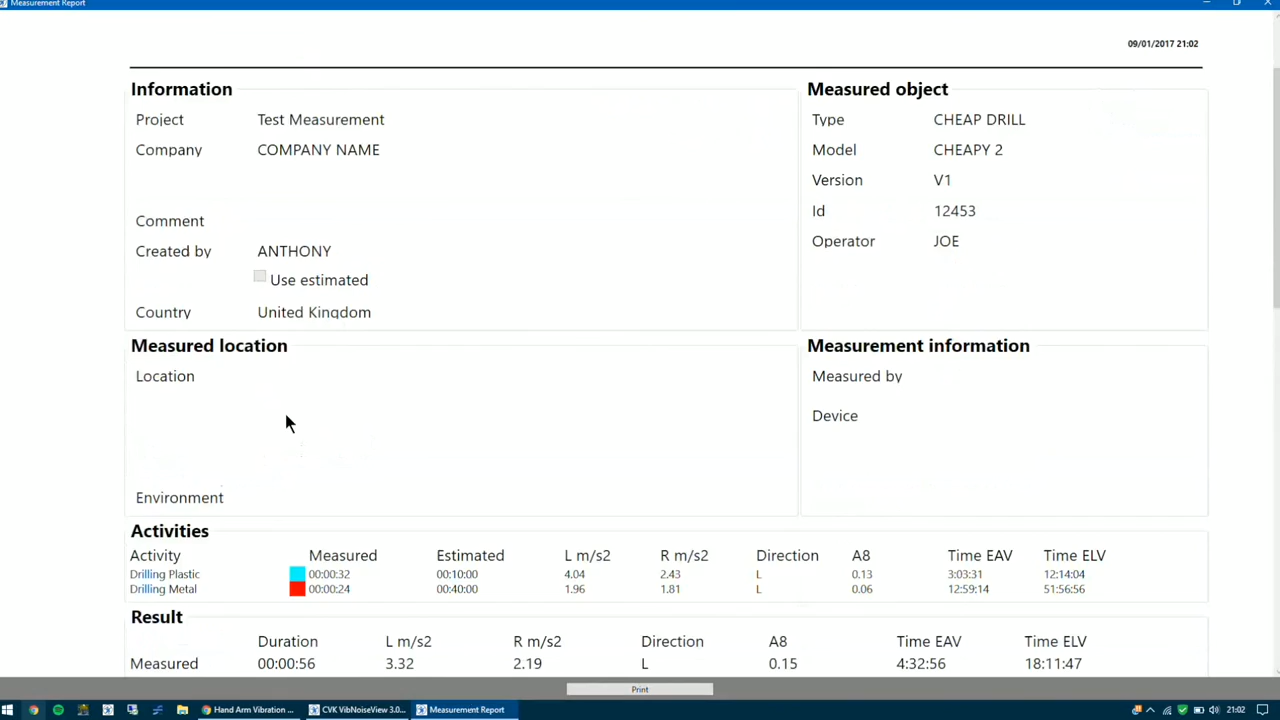 Measurement Report
09/01/2017 21:02
Information
Project Test Measurement
Company COMPANY NAME
Comment
Created by ANTHONY
Use estimated
Country United Kingdom
Measured object
Type CHEAP DRILL
Model CHEAPY 2
Version V1
Id 12453
Operator JOE
Measured location
Location
Environment
Measurement information
Measured by
Device
Activities
Activity Measured Estimated L m/s2 R m/s2 Direction A8 Time EAV Time ELV
Drilling Plastic 00:00:32 00:10:00 4.04 2.43 L 0.13 3:03:31 12:14:04
Drilling Metal 00:00:24 00:40:00 1.96 1.81 L 0.06 12:59:14 51:56:56
Result
Duration L m/s2 R m/s2 Direction A8 Time EAV Time ELV
Measured 00:00:56 3.32 2.19 L 0.15 4:32:56 18:11:47
Print
Hand Arm Vibration ... CVK VibNoiseView 3.0... Measurement Report 21:02